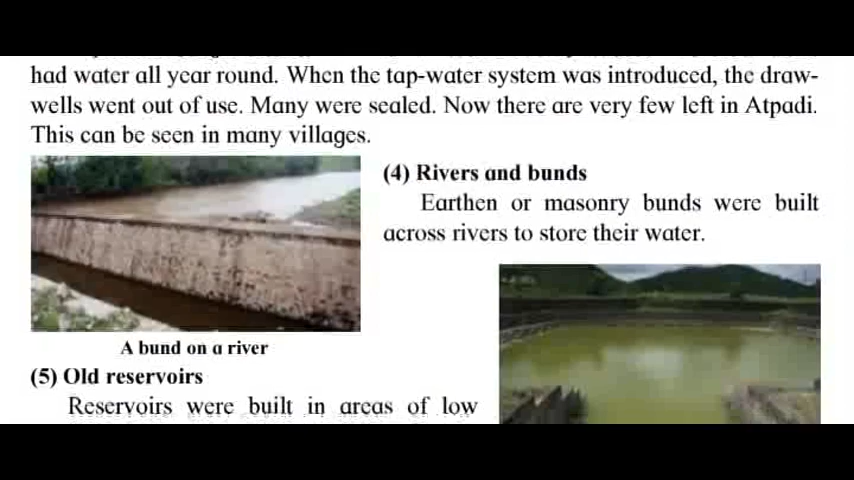 had water all year round. When the tap-water system was introduced, the draw-
wells went out of use. Many were sealed. Now there are very few left in Atpadi.
This can be seen in many villages.
(4) Rivers and bunds
Earthen or masonry bunds were built
across rivers to store their water.
A bund on a river
(5) Old reservoirs
Reservoirs were built in areas of low